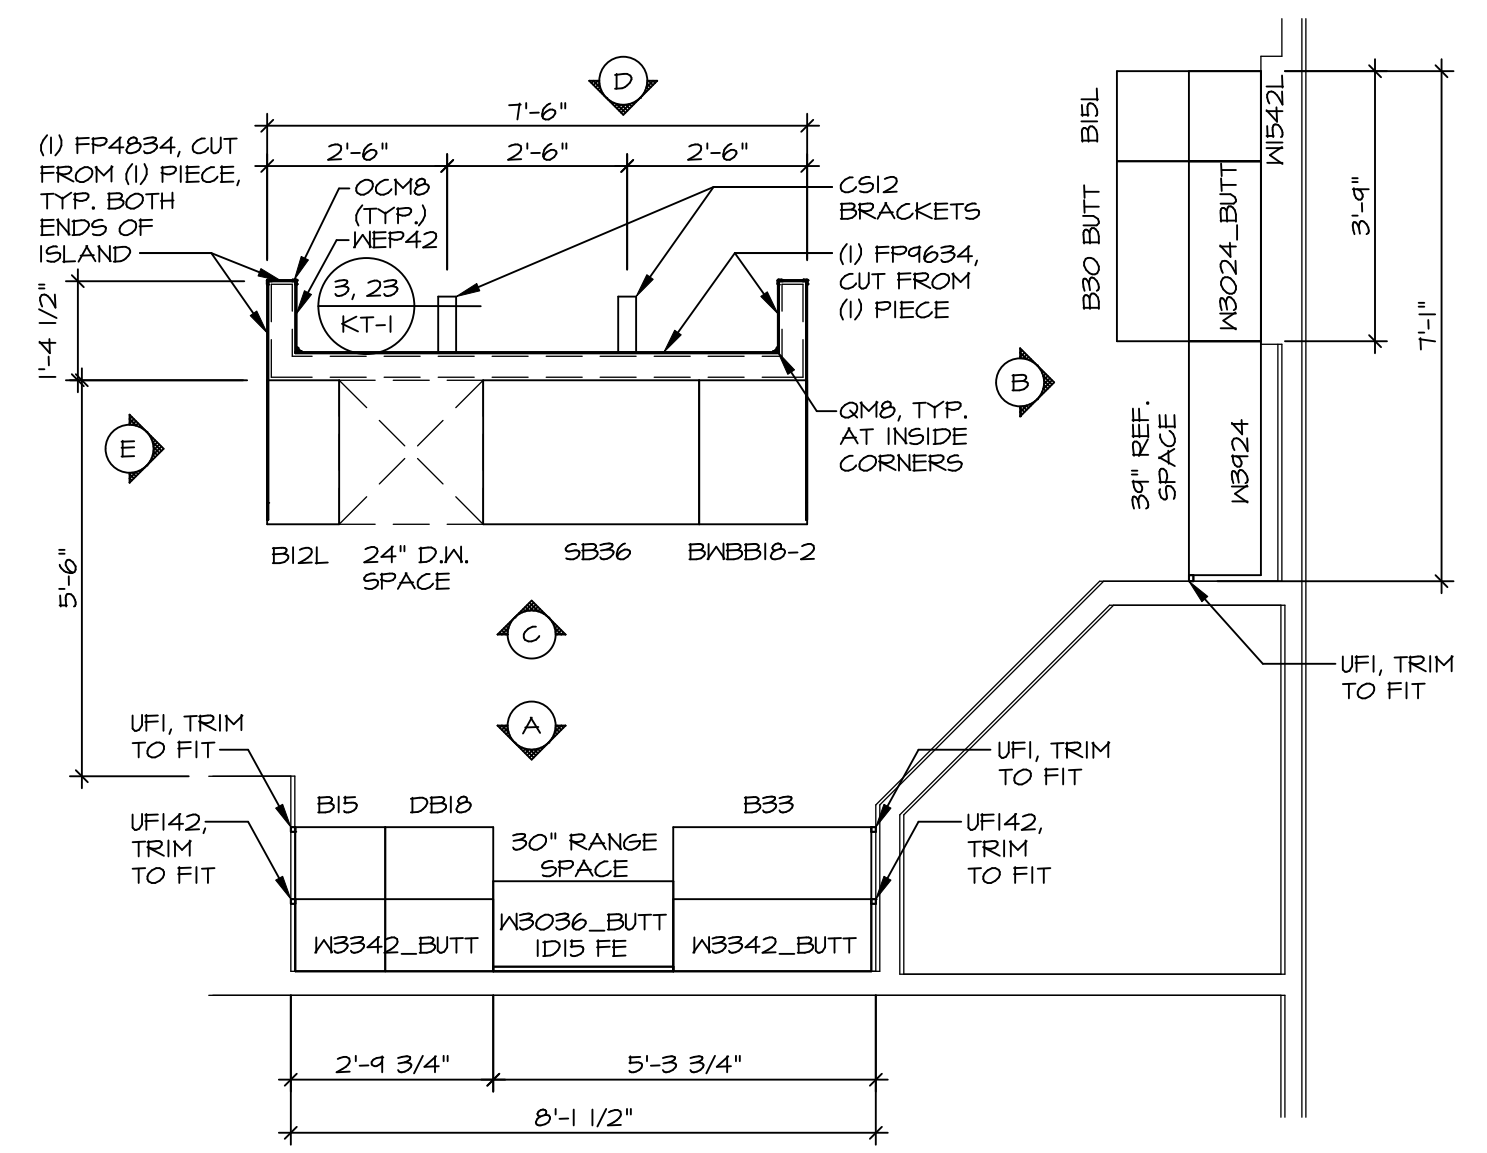 D
7'-6"
2'-6"
2'-6"
2'-6"
(1) FP4834, CUT
FROM (1) PIECE,
TYP. BOTH
ENDS OF
ISLAND
OCM8
(TYP.)
WEP42
CS12
BRACKETS
(1) FP9634,
CUT FROM
(1) PIECE
3, 23
KT-1
1'-4 1/2"
QM8, TYP.
AT INSIDE
CORNERS
E
B
B15L
W1542L
B30 BUTT
W3024_BUTT
3'-9"
7'-1"
39" REF.
SPACE
W3924
B12L
24" D.W.
SPACE
SB36
BWBB18-2
5'-6"
C
A
UF1, TRIM
TO FIT
UF1, TRIM
TO FIT
UF142,
TRIM
TO FIT
B15
DB18
30" RANGE
SPACE
B33
UF1, TRIM
TO FIT
UF142,
TRIM
TO FIT
W3342_BUTT
W3036_BUTT
1D15 FE
W3342_BUTT
2'-9 3/4"
5'-3 3/4"
8'-1 1/2"